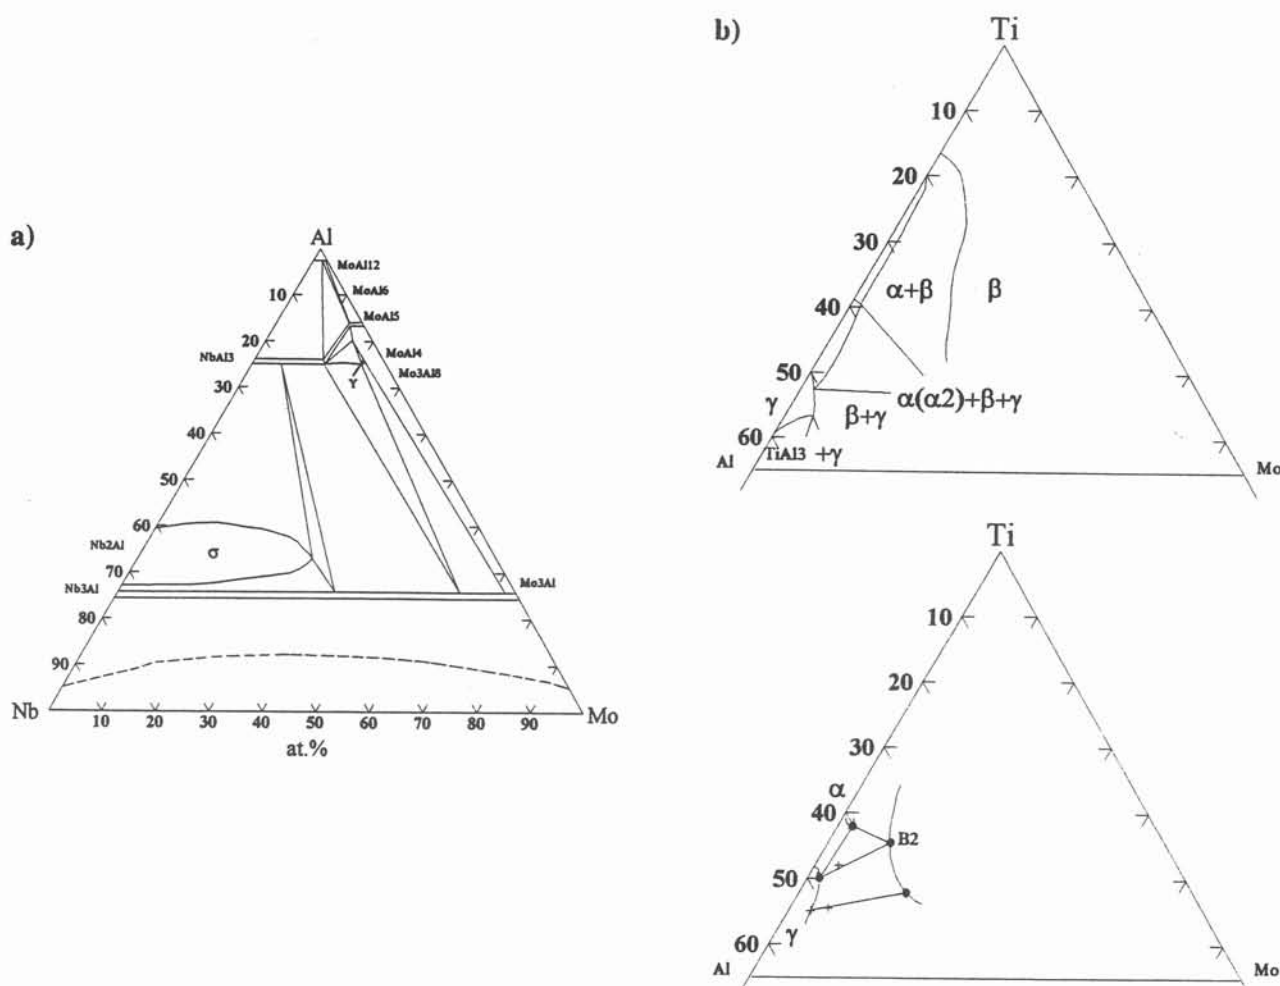 a)
Al
MoAl12
10
MoAl6
MoAl5
20
NbAl3
MoAl4
Mo3Al8
γ
30
40
50
60
Nb2Al
σ
70
Nb3Al
Mo3Al
80
90
Nb
Mo
10 20 30 40 50 60 70 80 90
at.%
b)
Ti
10
20
30
α+β
β
40
50
γ
β+γ
α(α2)+β+γ
60
TiAl3 +γ
Al
Mo
Ti
10
20
30
α
40
B2
50
γ
60
Al
Mo